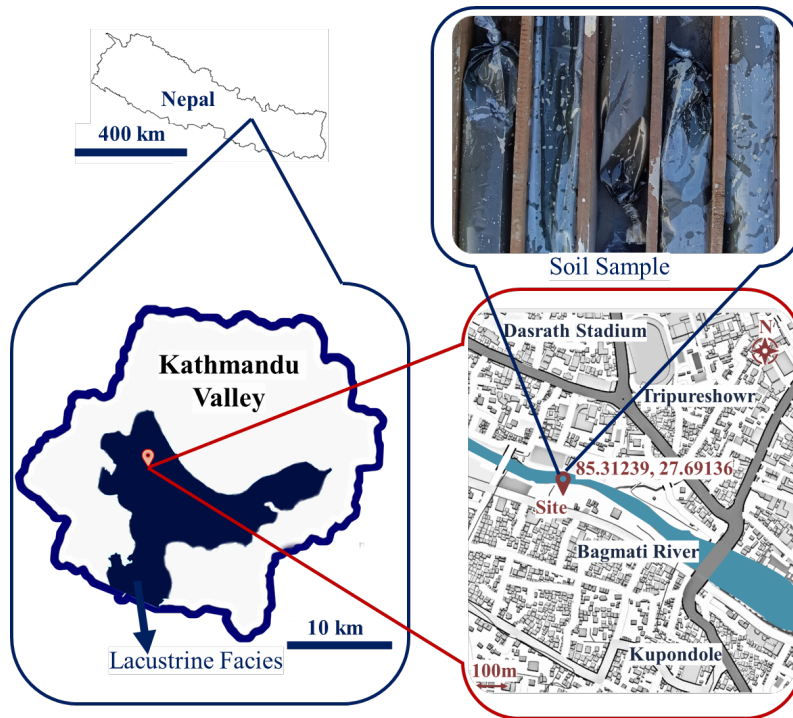 Nepal
400 km
Soil Sample
Kathmandu
Valley
10 km
Lacustrine Facies
Dasrath Stadium
N
Tripureshowr
85.31239, 27.69136
Site
Bagmati River
Kupondole
100m